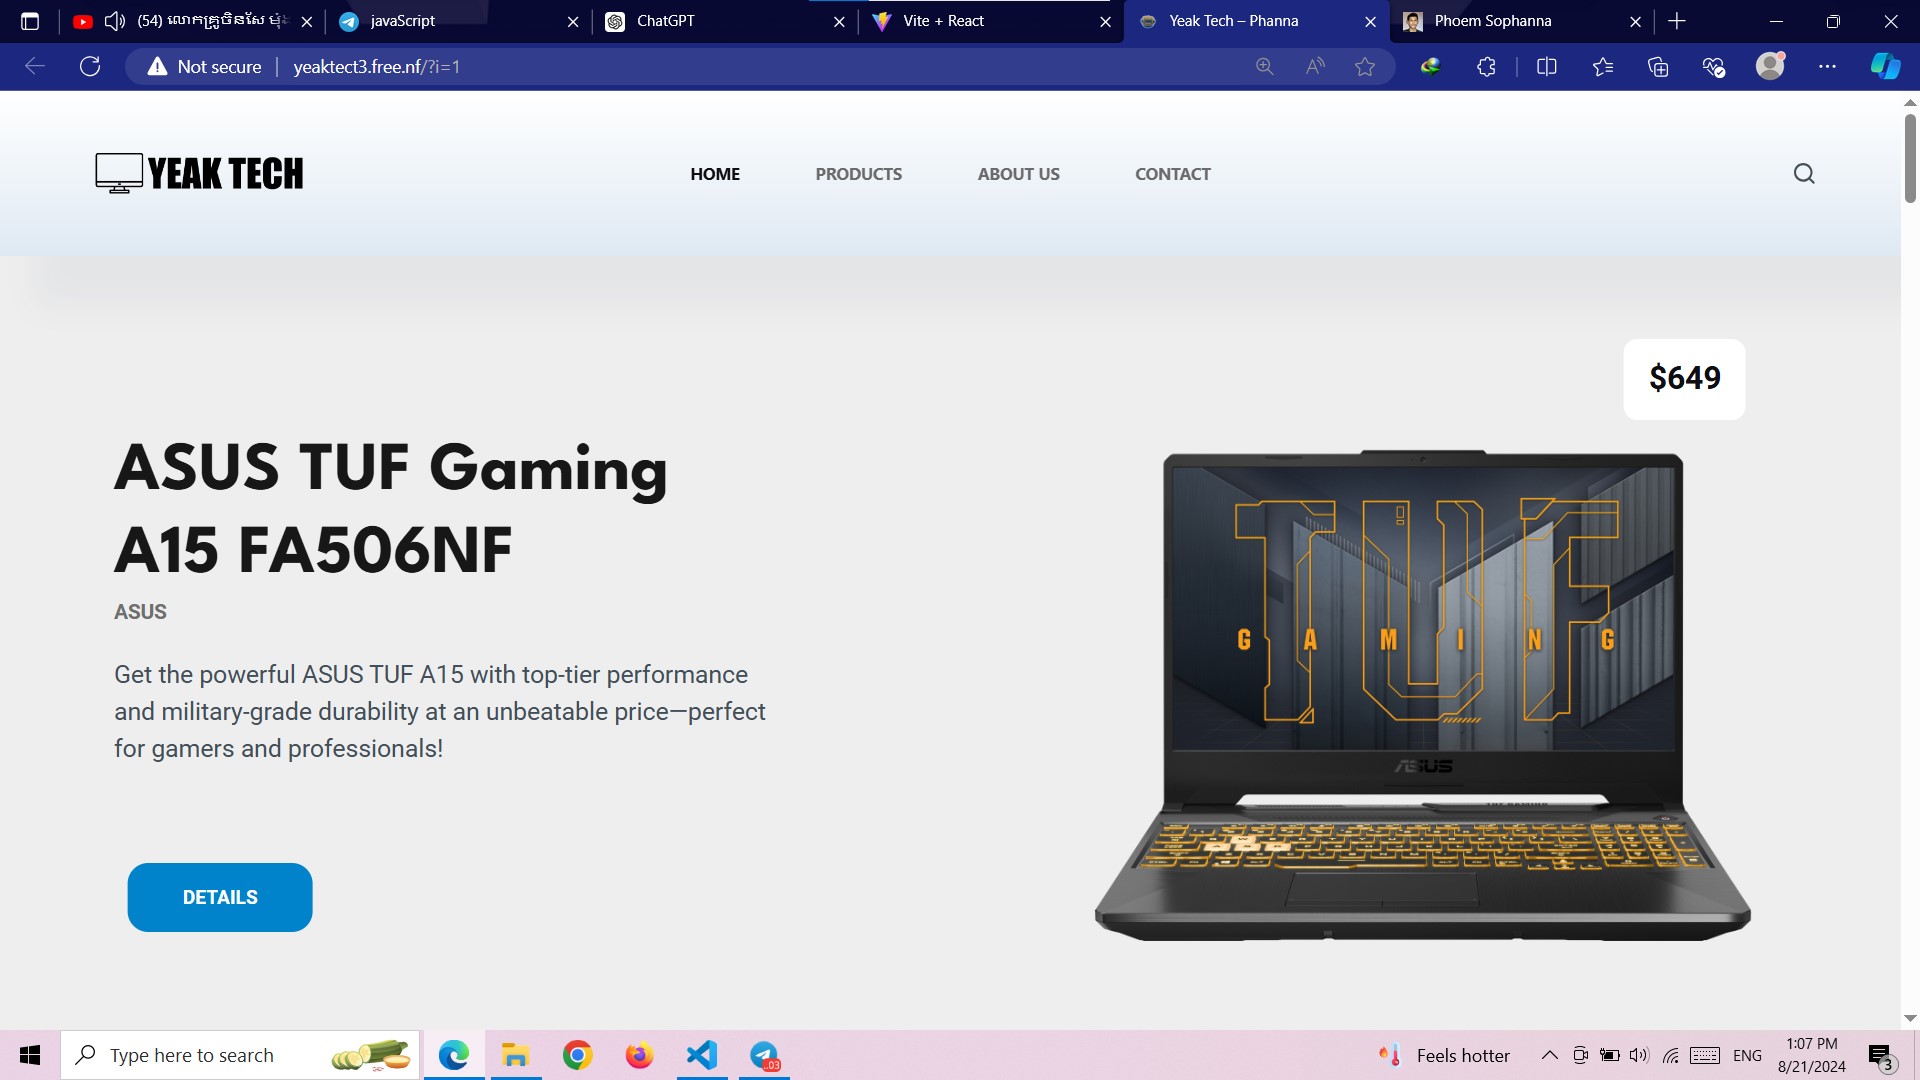 (54) លោកគ្រូចិនសែ
javaScript
ChatGPT
Vite + React
Yeak Tech – Phanna
Phoem Sophanna
Not secure
yeaktect3.free.nf/?i=1
YEAK TECH
HOME
PRODUCTS
ABOUT US
CONTACT
$649
ASUS TUF Gaming
A15 FA506NF
ASUS
Get the powerful ASUS TUF A15 with top-tier performance
and military-grade durability at an unbeatable price—perfect
for gamers and professionals!
DETAILS
TUF
GAMING
ASUS
Type here to search
..03
Feels hotter
ENG
1:07 PM
8/21/2024
3